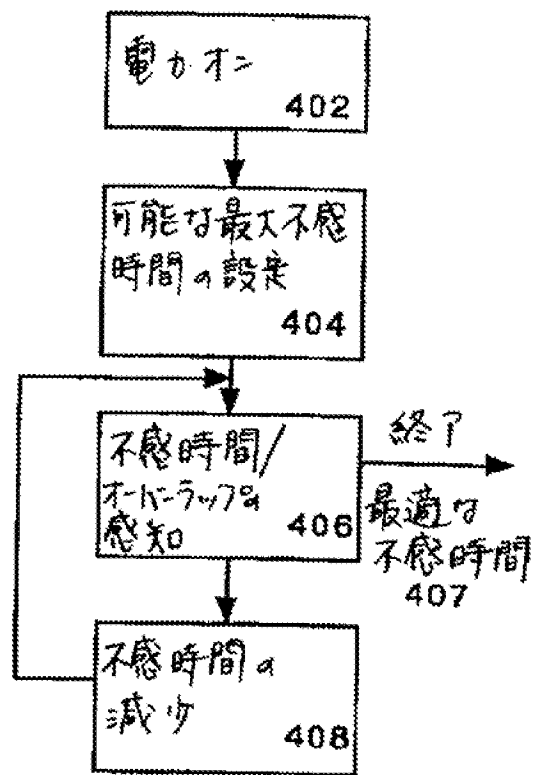 電力オン
402
可能な最大不感
時間の設定
404
不感時間/
オーバーラップの
感知
406
終了
最適な
不感時間
407
不感時間の
減少
408